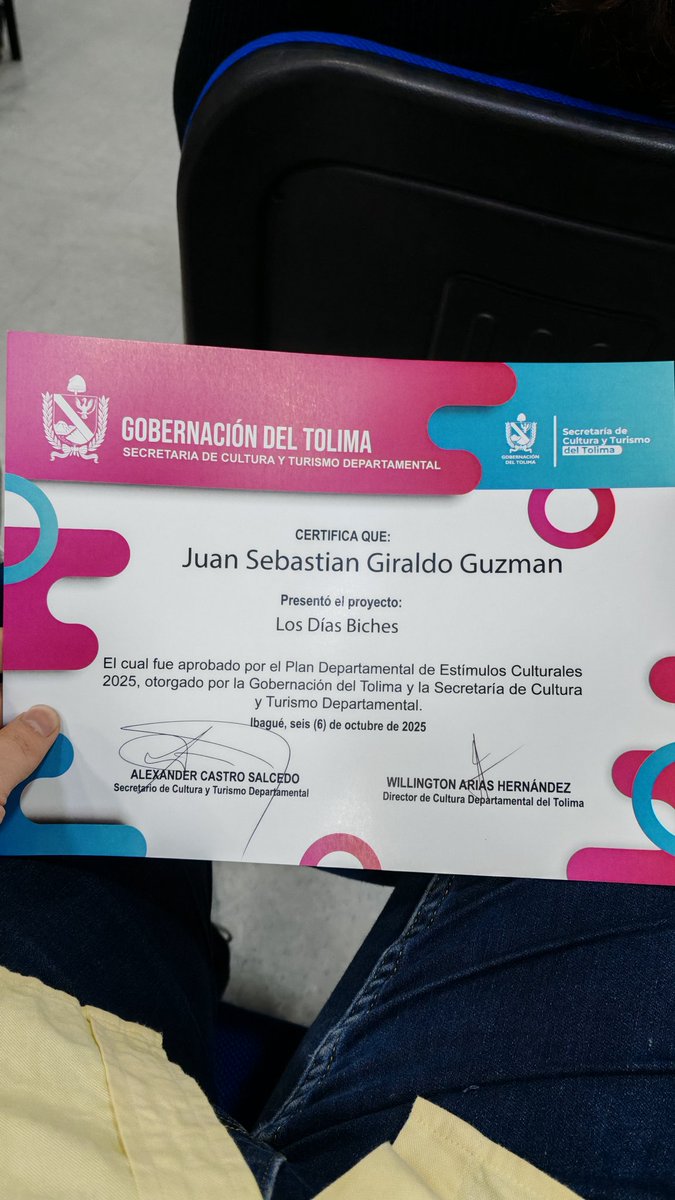 GOBERNACIÓN DEL TOLIMA
SECRETARIA DE CULTURA Y TURISMO DEPARTAMENTAL
GOBERNACIÓN
DEL TOLIMA
Secretaría de
Cultura y Turismo
del Tolima
CERTIFICA QUE:
Juan Sebastian Giraldo Guzman
Presentó el proyecto:
Los Días Biches
El cual fue aprobado por el Plan Departamental de Estímulos Culturales
2025, otorgado por la Gobernación del Tolima y la Secretaría de Cultura
y Turismo Departamental.
Ibagué, seis (6) de octubre de 2025
ALEXANDER CASTRO SALCEDO
Secretario de Cultura y Turismo Departamental
WILLINGTON ARIAS HERNÁNDEZ
Director de Cultura Departamental del Tolima